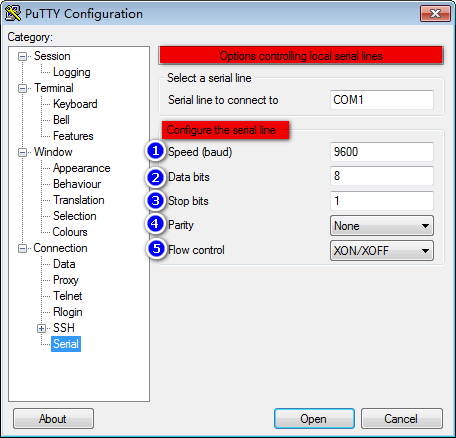 PuTTY Configuration
Category:
Session
Logging
Terminal
Keyboard
Bell
Features
Window
Appearance
Behaviour
Translation
Selection
Colours
Connection
Data
Proxy
Telnet
Rlogin
SSH
Serial
Options controlling local serial lines
Select a serial line
Serial line to connect to COM1
Configure the serial line
1 Speed (baud) 9600
2 Data bits 8
3 Stop bits 1
4 Parity None
5 Flow control XON/XOFF
About Open Cancel